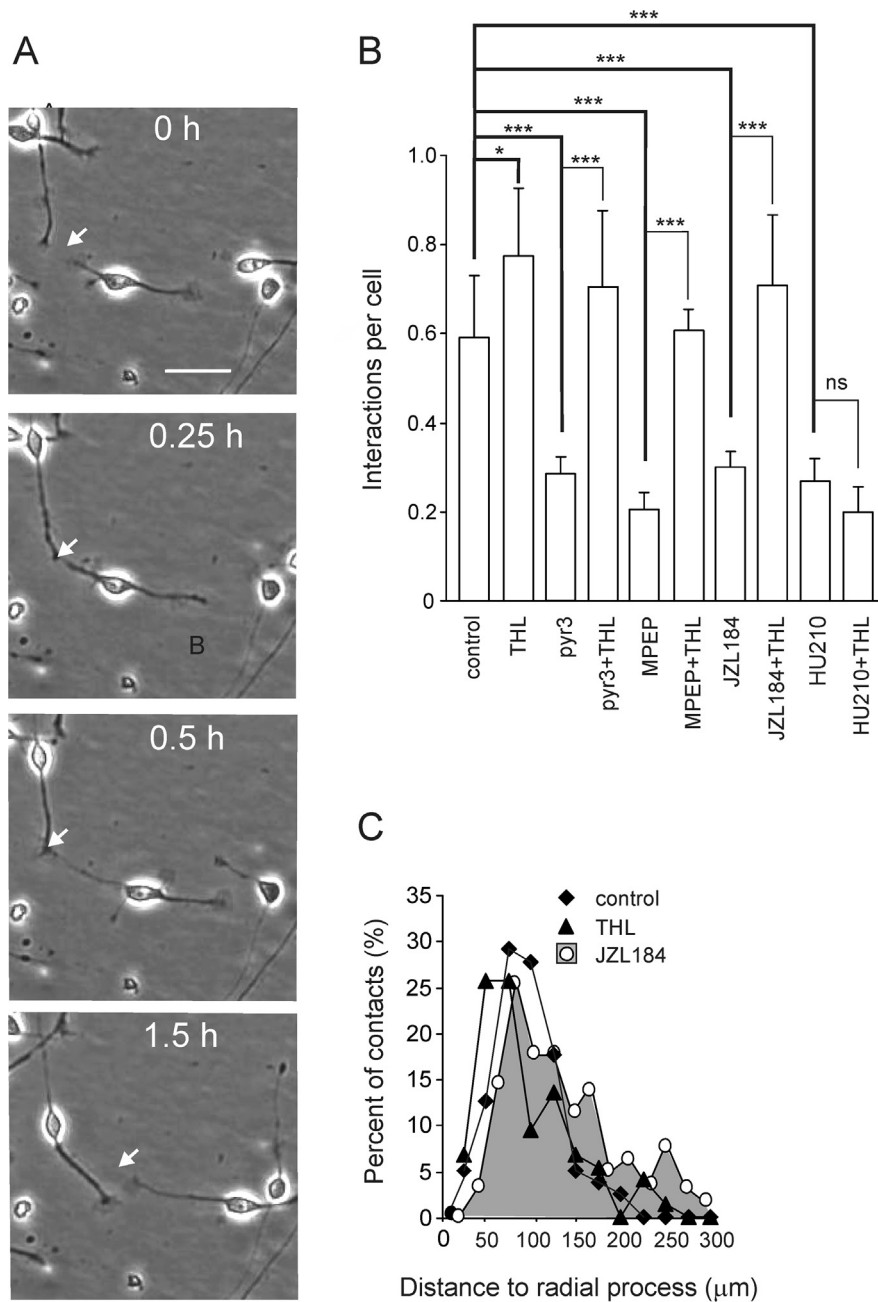 A
0 h
0.25 h
B
0.5 h
1.5 h
B
***
***
***
***
*
***
***
***
ns
Interactions per cell
1.0
0.8
0.6
0.4
0.2
0
control
THL
pyr3
pyr3+THL
MPEP
MPEP+THL
JZL184
JZL184+THL
HU210
HU210+THL
C
control
THL
JZL184
Percent of contacts (%)
35
30
25
20
15
10
5
0
0 50 100 150 200 250 300
Distance to radial process (μm)